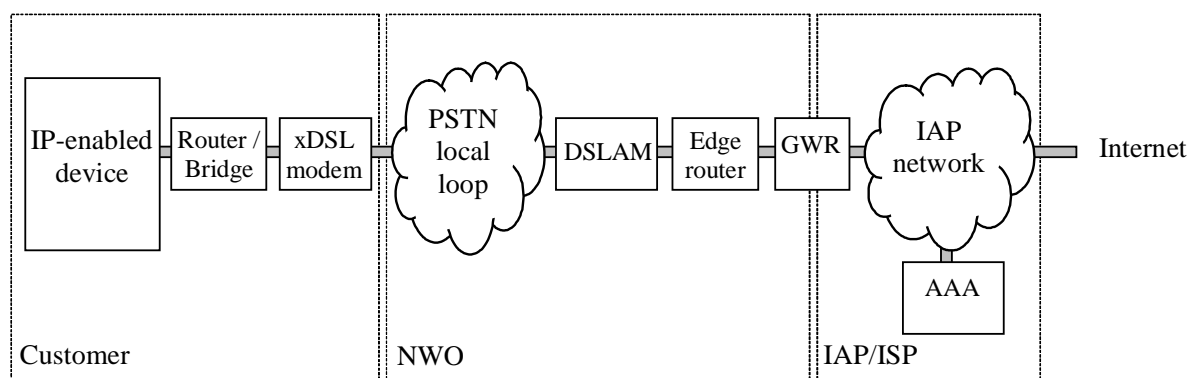 IP-enabled
device
Router /
Bridge
xDSL
modem
PSTN
local
loop
DSLAM
Edge
router
GWR
IAP
network
Internet
AAA
Customer
NWO
IAP/ISP